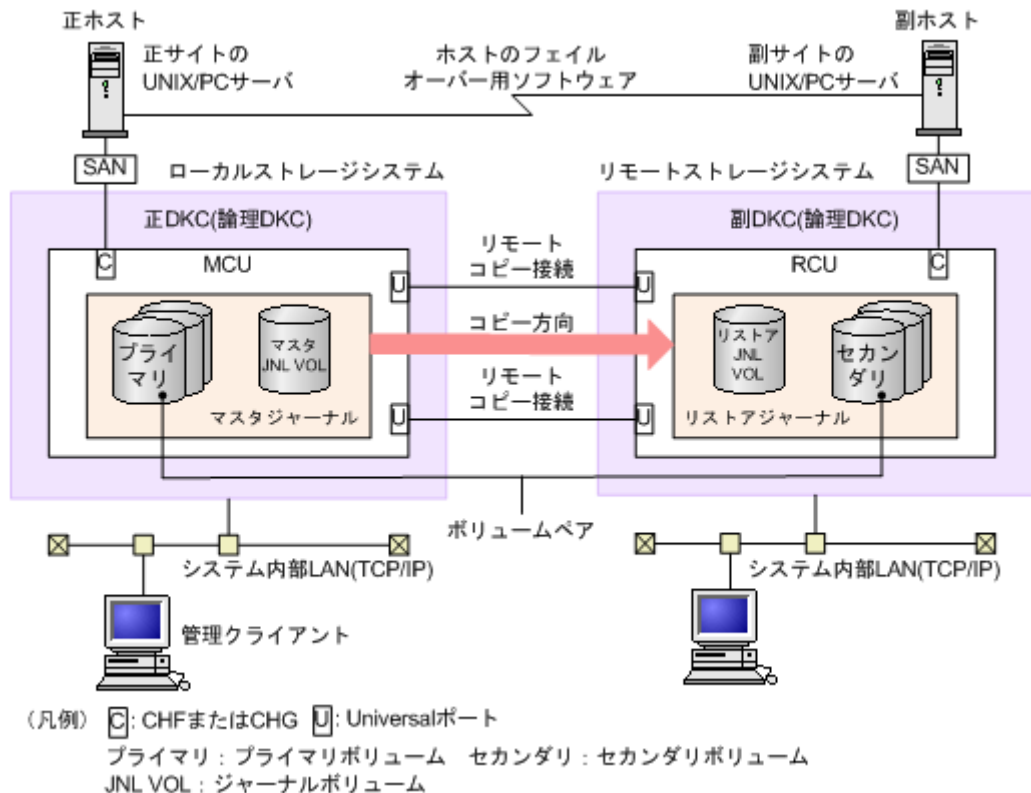 正ホスト
副ホスト
正サイトの
UNIX/PCサーバ
ホストのフェイル
オーバー用ソフトウェア
副サイトの
UNIX/PCサーバ
SAN
SAN
ローカルストレージシステム
リモートストレージシステム
正DKC(論理DKC)
副DKC(論理DKC)
C
MCU
リモート
コピー接続
RCU
C
U
U
プライ
マリ
マスタ
JNL VOL
コピー方向
リストア
JNL
VOL
セカン
ダリ
マスタジャーナル
U
リモート
コピー接続
U
リストアジャーナル
ボリュームペア
システム内部LAN(TCP/IP)
システム内部LAN(TCP/IP)
管理クライアント
(凡例) C: CHFまたはCHG U: Universalポート
プライマリ:プライマリボリューム セカンダリ:セカンダリボリューム
JNL VOL:ジャーナルボリューム